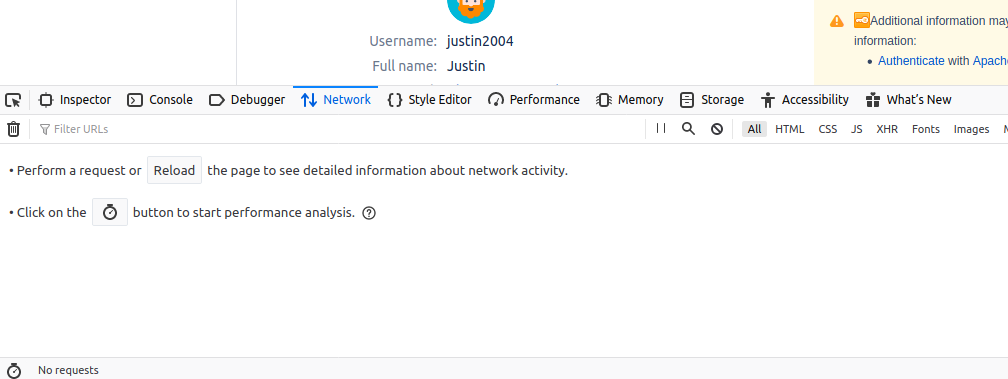 Additional information may
Username: justin2004
information:
Full name: Justin
• Authenticate with Apach
Inspector Console Debugger Network Style Editor Performance Memory Storage Accessibility What's New
Filter URLs All HTML CSS JS XHR Fonts Images
• Perform a request or Reload the page to see detailed information about network activity.
• Click on the button to start performance analysis.
No requests